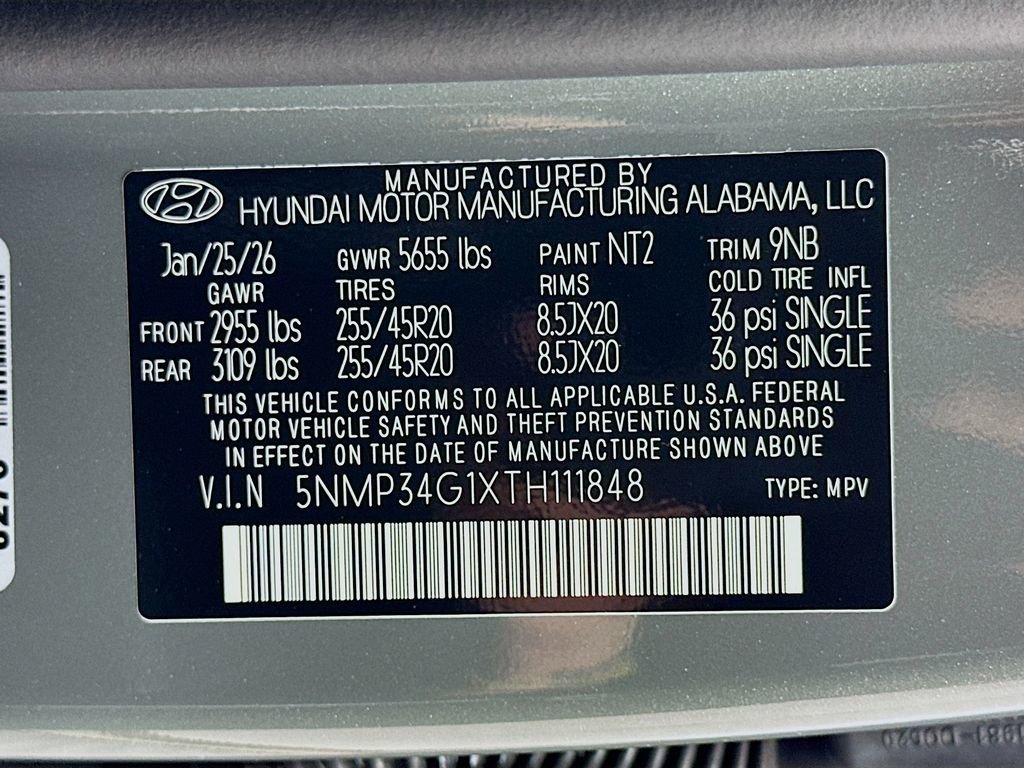 MANUFACTURED BY
HYUNDAI MOTOR MANUFACTURING ALABAMA, LLC
Jan/25/26 GVWR 5655 lbs PAINT NT2 TRIM 9NB
GAWR TIRES RIMS COLD TIRE INFL
FRONT 2955 lbs 255/45R20 8.5JX20 36 psi SINGLE
REAR 3109 lbs 255/45R20 8.5JX20 36 psi SINGLE
THIS VEHICLE CONFORMS TO ALL APPLICABLE U.S.A. FEDERAL
MOTOR VEHICLE SAFETY AND THEFT PREVENTION STANDARDS
IN EFFECT ON THE DATE OF MANUFACTURE SHOWN ABOVE
V.I.N 5NMP34G1XTH111848 TYPE: MPV